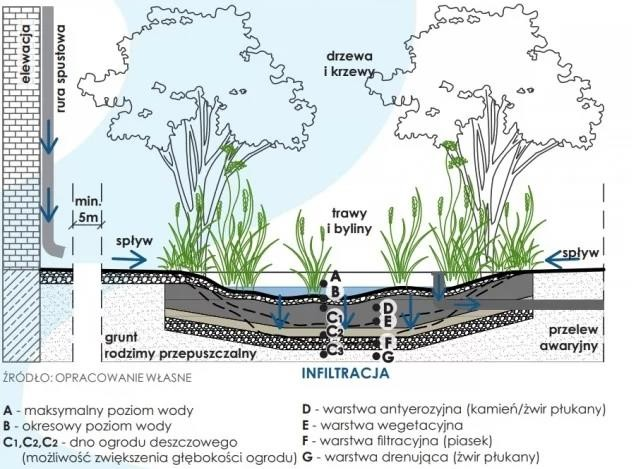 elewacja
rura spustowa
drzewa
i krzewy
min.
5m
trawy
i byliny
spływ
spływ
A
B
C1
D
E
C2
F
C3
G
grunt
rodzimy przepuszczalny
przelew
awaryjny
INFILTRACJA
ŹRÓDŁO: OPRACOWANIE WŁASNE
A - maksymalny poziom wody
B - okresowy poziom wody
C1,C2,C2 - dno ogrodu deszczowego
(możliwość zwiększenia głębokości ogrodu)
D - warstwa antyerozyjna (kamień/żwir płukany)
E - warstwa wegetacyjna
F - warstwa filtracyjna (piasek)
G - warstwa drenująca (żwir płukany)